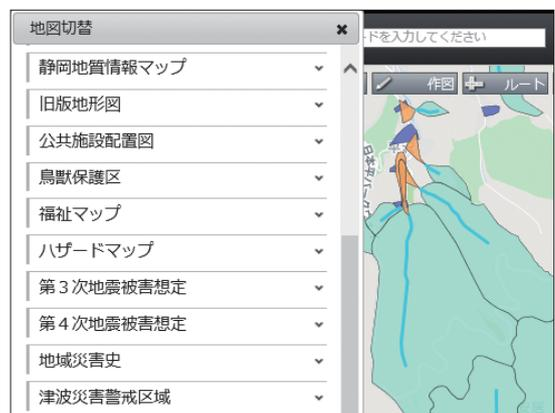 地図切替
ドを入力してください
静岡地質情報マップ
作図
ルート
旧版地形図
公共施設配置図
鳥獣保護区
福祉マップ
ハザードマップ
第3次地震被害想定
第4次地震被害想定
地域災害史
津波災害警戒区域